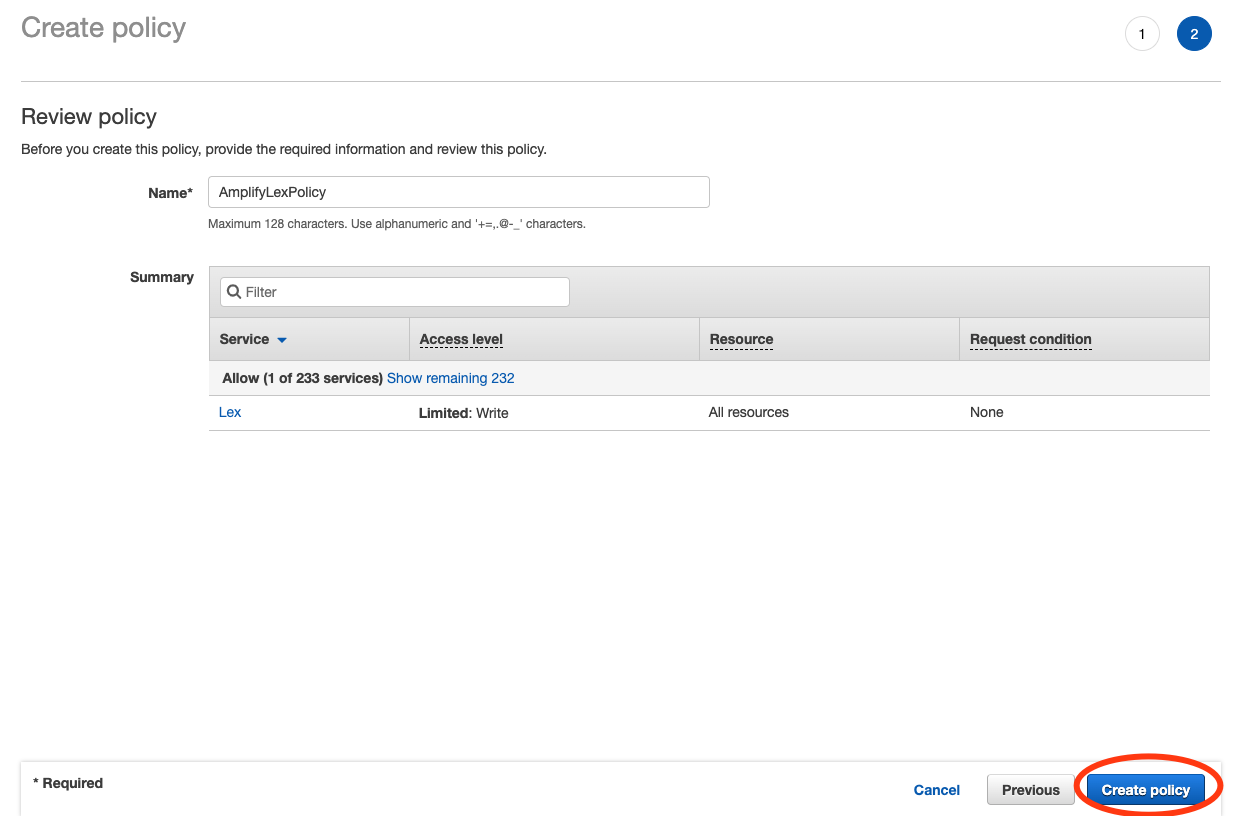 Create policy
1
2
Review policy
Before you create this policy, provide the required information and review this policy.
Name*
AmplifyLexPolicy
Maximum 128 characters. Use alphanumeric and '+=,.@-_' characters.
Summary
Filter
Service Access level Resource Request condition
Allow (1 of 233 services) Show remaining 232
Lex Limited: Write All resources None
* Required
Cancel Previous Create policy